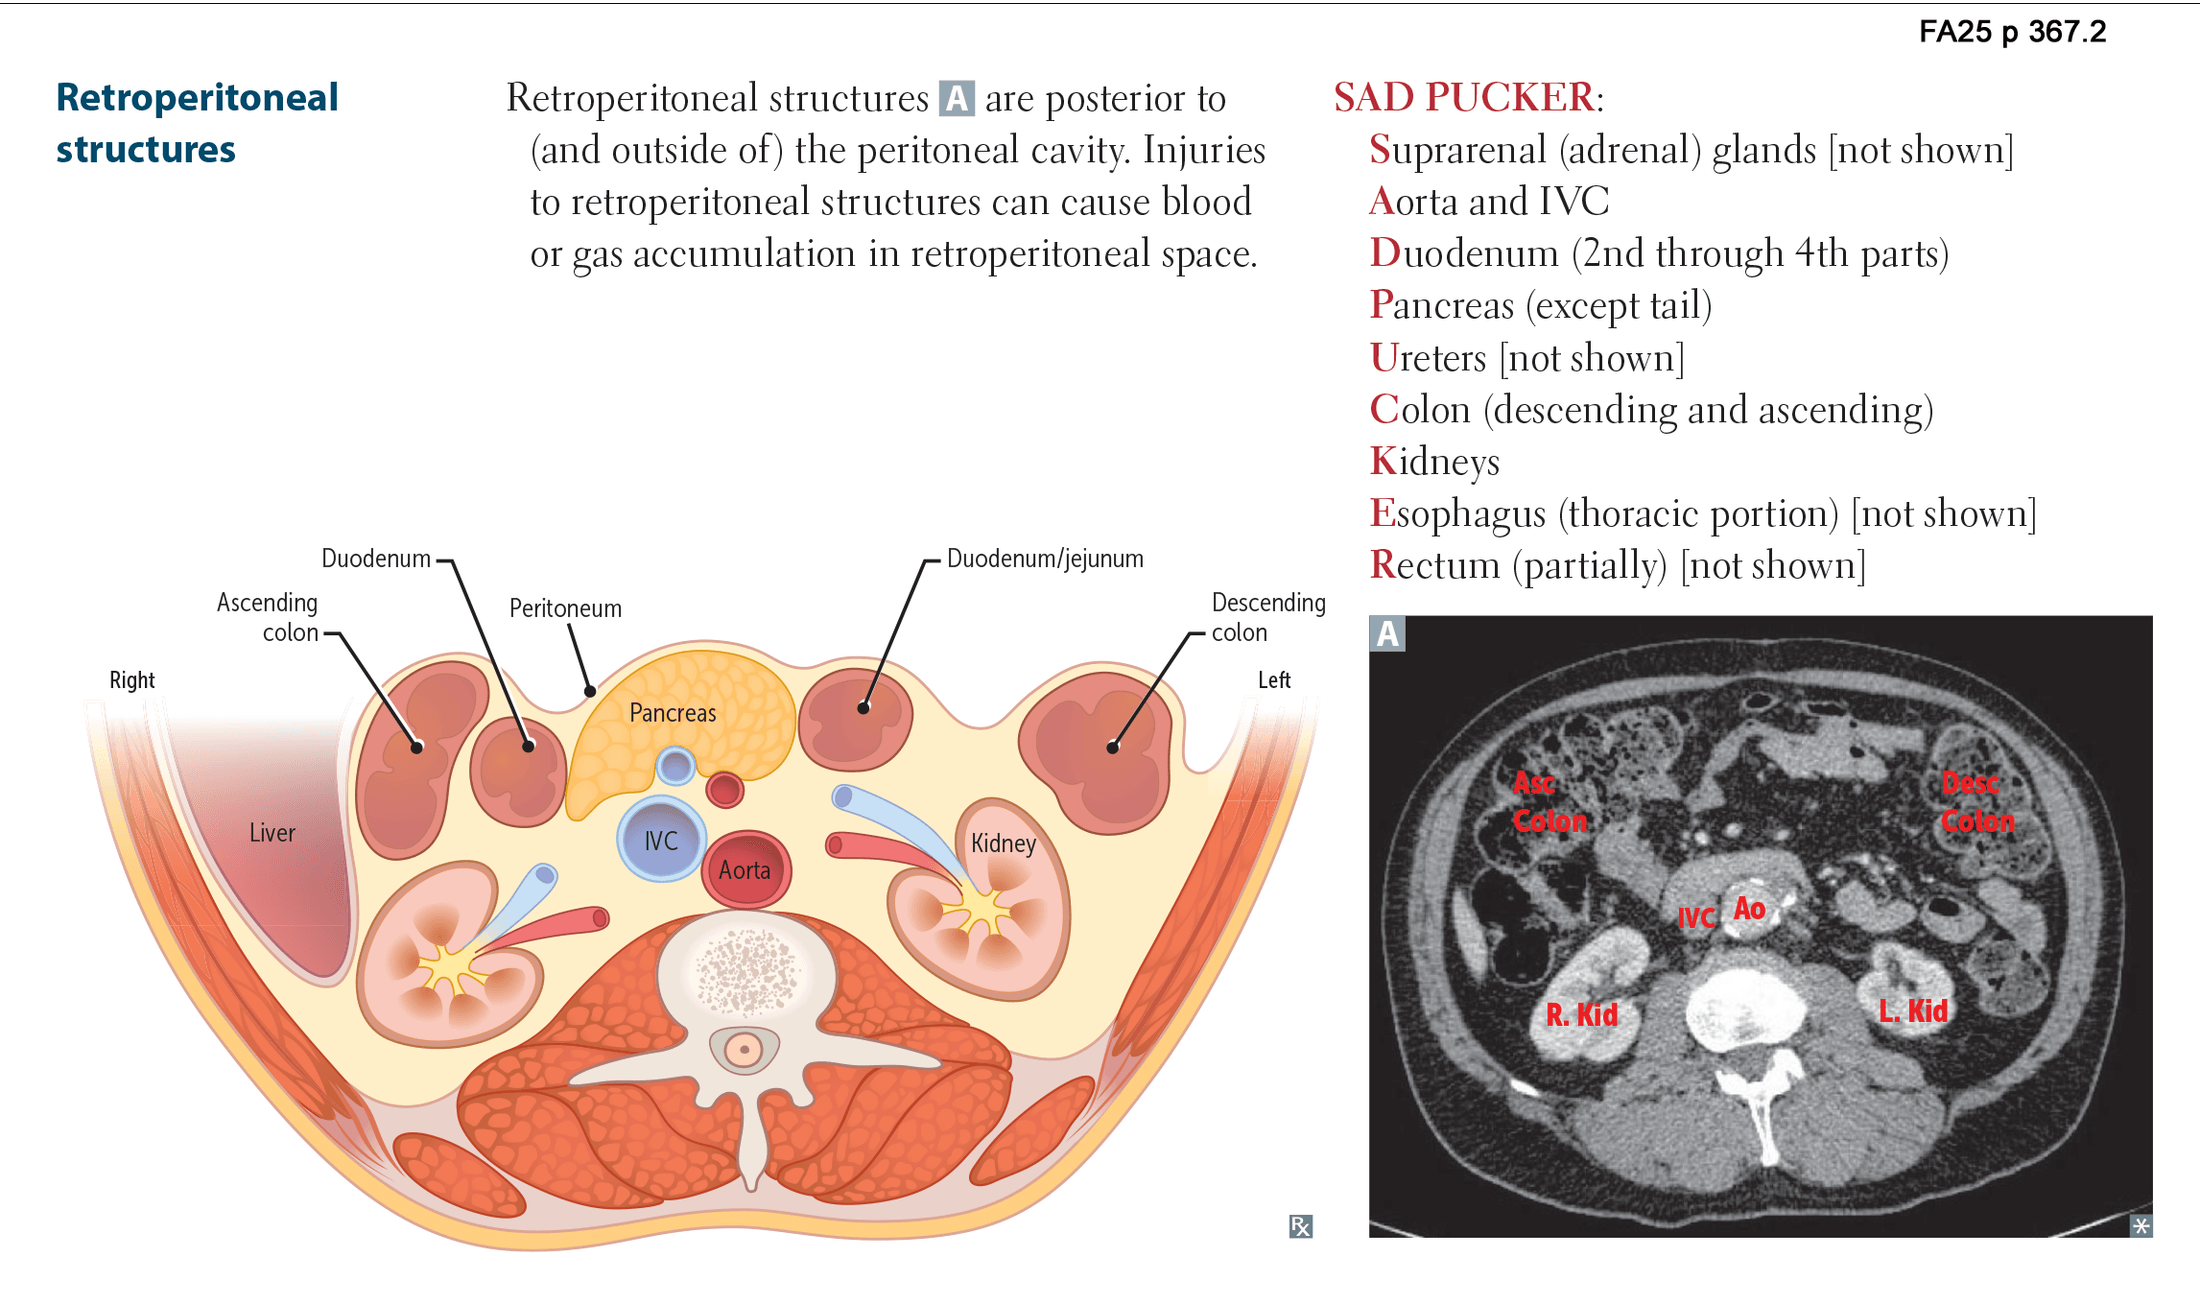 FA25 p 367.2
Retroperitoneal
structures
Retroperitoneal structures A are posterior to
(and outside of) the peritoneal cavity. Injuries
to retroperitoneal structures can cause blood
or gas accumulation in retroperitoneal space.
SAD PUCKER:
Suprarenal (adrenal) glands [not shown]
Aorta and IVC
Duodenum (2nd through 4th parts)
Pancreas (except tail)
Ureters [not shown]
Colon (descending and ascending)
Kidneys
Esophagus (thoracic portion) [not shown]
Rectum (partially) [not shown]
Duodenum
Duodenum/jejunum
Ascending
colon
Peritoneum
Descending
colon
Right
Left
Pancreas
Liver
IVC
Aorta
Kidney
Rx
A
Asc
Colon
Desc
Colon
IVC
Ao
R. Kid
L. Kid
*